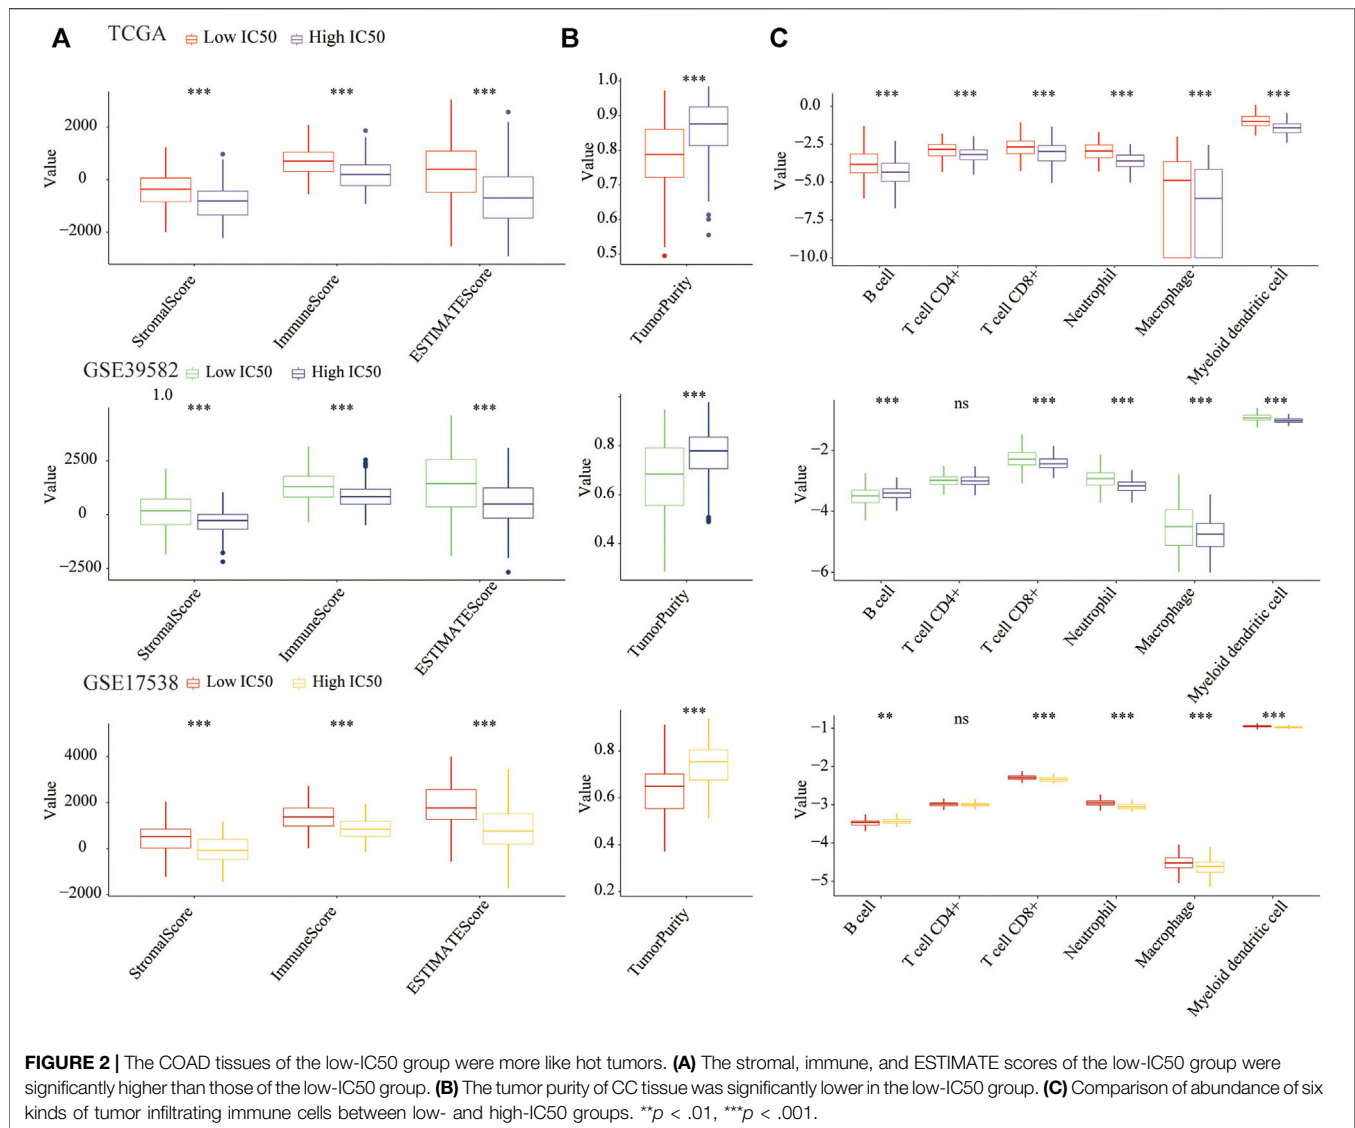 A TCGA Low IC50 High IC50 B C
*** *** ***
Value
2000
0
−2000
StromalScore ImmuneScore ESTIMATEScore
***
Value
1.0
0.9
0.8
0.7
0.6
0.5
TumorPurity
*** *** *** *** *** ***
Value
0.0
−2.5
−5.0
−7.5
−10.0
B cell T cell CD4+ T cell CD8+ Neutrophil Macrophage Myeloid dendritic cell
GSE39582 Low IC50 High IC50
1.0
*** *** ***
Value
2500
0
−2500
StromalScore ImmuneScore ESTIMATEScore
***
Value
0.8
0.6
0.4
TumorPurity
*** ns *** *** *** ***
Value
−2
−4
−6
B cell T cell CD4+ T cell CD8+ Neutrophil Macrophage Myeloid dendritic cell
GSE17538 Low IC50 High IC50
*** *** ***
Value
4000
2000
0
−2000
StromalScore ImmuneScore ESTIMATEScore
***
Value
0.8
0.6
0.4
0.2
TumorPurity
** ns *** *** *** ***
Value
−1
−2
−3
−4
−5
B cell T cell CD4+ T cell CD8+ Neutrophil Macrophage Myeloid dendritic cell
FIGURE 2 | The COAD tissues of the low-IC50 group were more like hot tumors. (A) The stromal, immune, and ESTIMATE scores of the low-IC50 group were
significantly higher than those of the low-IC50 group. (B) The tumor purity of CC tissue was significantly lower in the low-IC50 group. (C) Comparison of abundance of six
kinds of tumor infiltrating immune cells between low- and high-IC50 groups. **p < .01, ***p < .001.